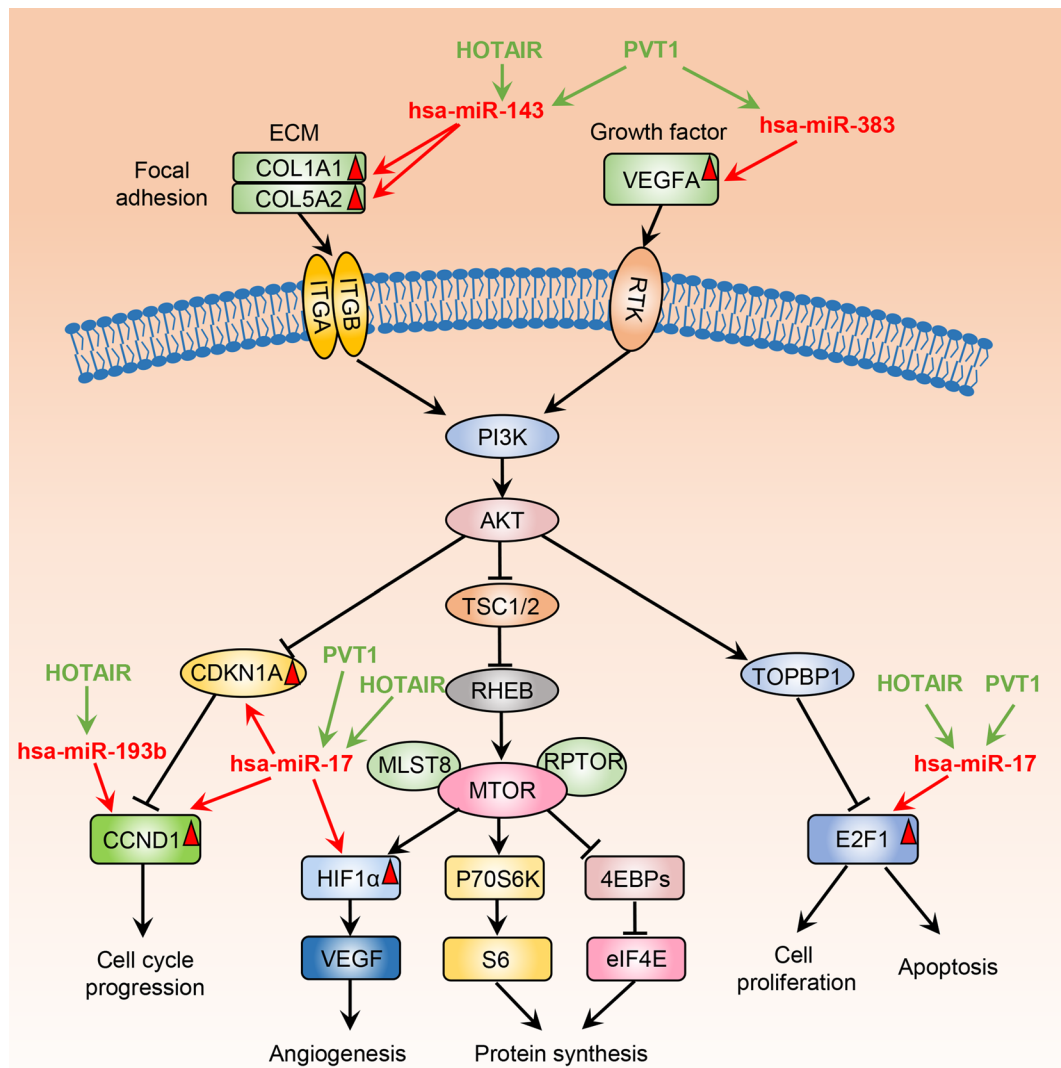 HOTAIR
PVT1
hsa-miR-143
hsa-miR-383
ECM
Growth factor
Focal
adhesion
COL1A1
COL5A2
VEGFA
ITGA
ITGB
RTK
PI3K
AKT
TSC1/2
CDKN1A
PVT1
HOTAIR
HOTAIR
RHEB
TOPBP1
HOTAIR
PVT1
hsa-miR-193b
hsa-miR-17
MLST8
RPTOR
MTOR
hsa-miR-17
CCND1
E2F1
HIF1α
P70S6K
4EBPs
VEGF
S6
eIF4E
Cell cycle
progression
Cell
proliferation
Apoptosis
Angiogenesis
Protein synthesis